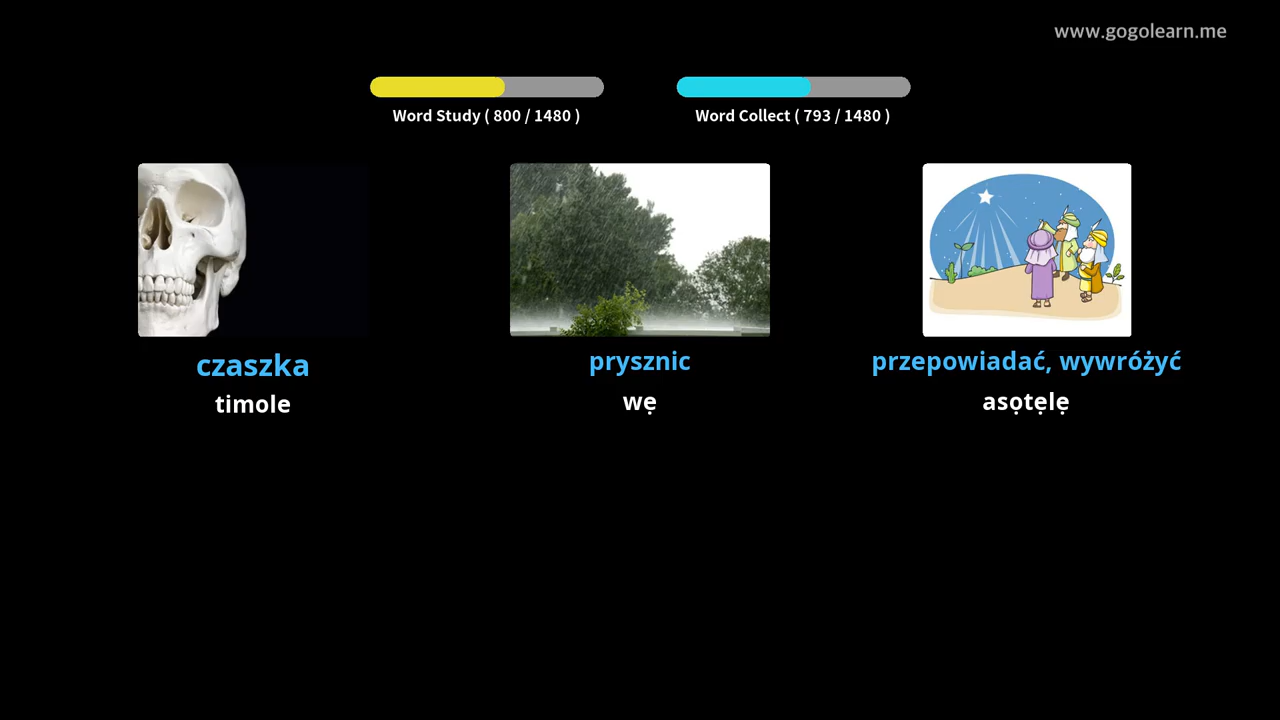 www.gogolearn.me
Word Study ( 800 / 1480 )
Word Collect ( 793 / 1480 )
czaszka
timole
prysznic
wẹ
przepowiadać, wywróżyć
asọtẹlẹ